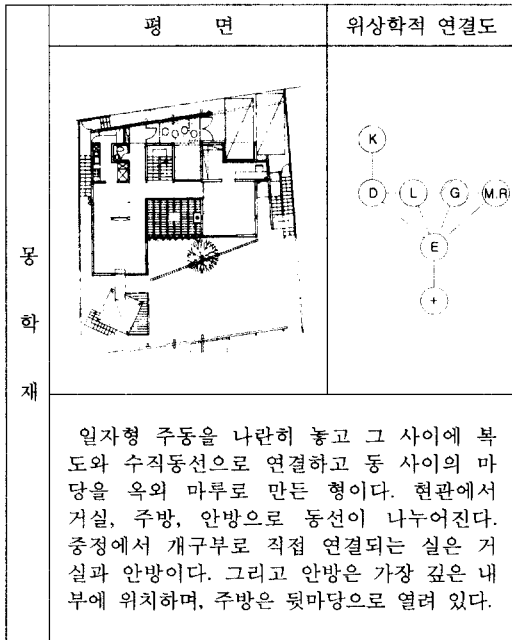 평 면
위상학적 연결도
K
D L G M.R
E
+
몽
학
재
일자형 주동을 나란히 놓고 그 사이에 복
도와 수직동선으로 연결하고 동 사이의 마
당을 옥외 마루로 만든 형이다. 현관에서
거실, 주방, 안방으로 동선이 나누어진다.
중정에서 개구부로 직접 연결되는 실은 거
실과 안방이다. 그리고 안방은 가장 깊은 내
부에 위치하며, 주방은 뒷마당으로 열려 있다.